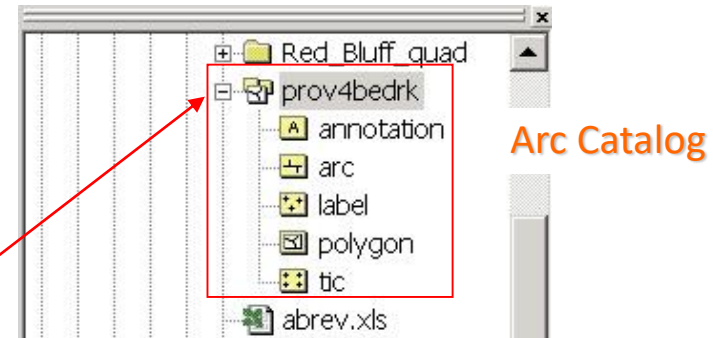 Red_Bluff_quad
prov4bedrk
annotation
Arc Catalog
arc
label
polygon
tic
abrev.xls